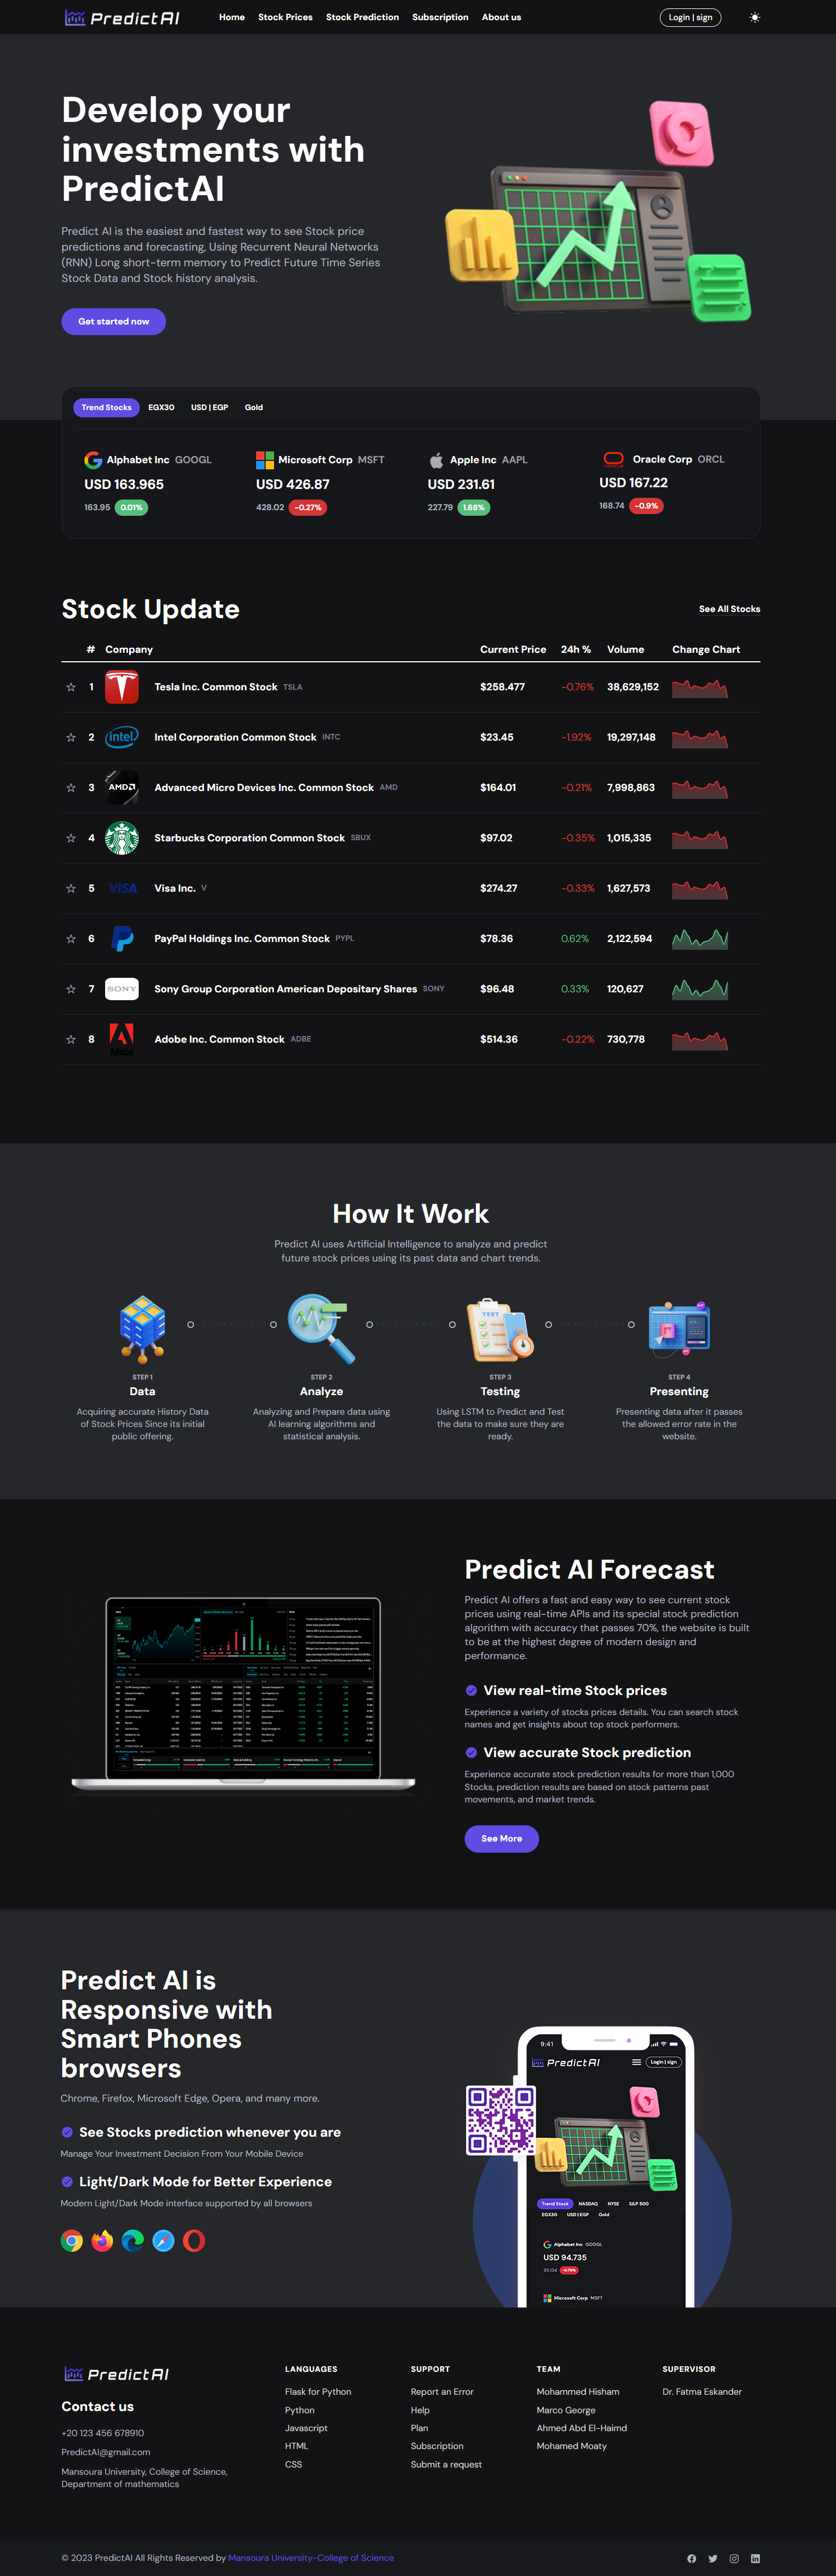 PredictAI
Home Stock Prices Stock Prediction Subscription About us
Login | sign
Develop your
investments with
PredictAI
Predict AI is the easiest and fastest way to see Stock price
predictions and forecasting, Using Recurrent Neural Networks
(RNN) Long short-term memory to Predict Future Time Series
Stock Data and Stock history analysis.
Get started now
Trend Stocks EGX30 USD | EGP Gold
Alphabet Inc GOOGL
USD 163.965
163.95 0.01%
Microsoft Corp MSFT
USD 426.87
428.02 -0.27%
Apple Inc AAPL
USD 231.61
227.79 1.68%
Oracle Corp ORCL
USD 167.22
168.74 -0.9%
Stock Update
See All Stocks
# Company Current Price 24h % Volume Change Chart
1 Tesla Inc. Common Stock TSLA $258.477 -0.76% 38,629,152
2 intel Intel Corporation Common Stock INTC $23.45 -1.92% 19,297,148
3 AMD Advanced Micro Devices Inc. Common Stock AMD $164.01 -0.21% 7,998,863
4 Starbucks Corporation Common Stock SBUX $97.02 -0.35% 1,015,335
5 VISA Visa Inc. V $274.27 -0.33% 1,627,573
6 PayPal Holdings Inc. Common Stock PYPL $78.36 0.62% 2,122,594
7 SONY Sony Group Corporation American Depositary Shares SONY $96.48 0.33% 120,627
8 Adobe Adobe Inc. Common Stock ADBE $514.36 -0.22% 730,778
How It Work
Predict AI uses Artificial Intelligence to analyze and predict
future stock prices using its past data and chart trends.
STEP 1
Data
Acquiring accurate History Data
of Stock Prices Since its initial
public offering.
STEP 2
Analyze
Analyzing and Prepare data using
AI learning algorithms and
statistical analysis.
TEST
STEP 3
Testing
Using LSTM to Predict and Test
the data to make sure they are
ready.
STEP 4
Presenting
Presenting data after it passes
the allowed error rate in the
website.
Predict AI Forecast
Predict AI offers a fast and easy way to see current stock
prices using real-time APIs and its special stock prediction
algorithm with accuracy that passes 70%, the website is built
to be at the highest degree of modern design and
performance.
View real-time Stock prices
Experience a variety of stocks prices details. You can search stock
names and get insights about top stock performers.
View accurate Stock prediction
Experience accurate stock prediction results for more than 1,000
Stocks, prediction results are based on stock patterns past
movements, and market trends.
See More
Predict AI is
Responsive with
Smart Phones
browsers
Chrome, Firefox, Microsoft Edge, Opera, and many more.
See Stocks prediction whenever you are
Manage Your Investment Decision From Your Mobile Device
Light/Dark Mode for Better Experience
Modern Light/Dark Mode interface supported by all browsers
9:41
PredictAI
Login | sign
Trend Stock NASDAQ NYSE S&P 500
EGX30 USD | EGP Gold
Alphabet Inc GOOGL
USD 94.735
95.134 -0.79%
Microsoft Corp MSFT
PredictAI
Contact us
+20 123 456 678910
PredictAI@gmail.com
Mansoura University, College of Science,
Department of mathematics
LANGUAGES
Flask for Python
Python
Javascript
HTML
CSS
SUPPORT
Report an Error
Help
Plan
Subscription
Submit a request
TEAM
Mohammed Hisham
Marco George
Ahmed Abd El-Haimd
Mohamed Moaty
SUPERVISOR
Dr. Fatma Eskander
© 2023 PredictAI All Rights Reserved by Mansoura University-College of Science